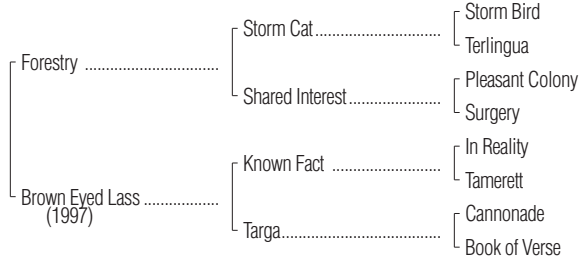 Storm Bird
Storm Cat........................................
Terlingua
Forestry ...........................................
Pleasant Colony
Shared Interest.............................
Surgery
In Reality
Known Fact ..................................
Tamerett
Brown Eyed Lass ........................
(1997)
Cannonade
Targa.................................................
Book of Verse